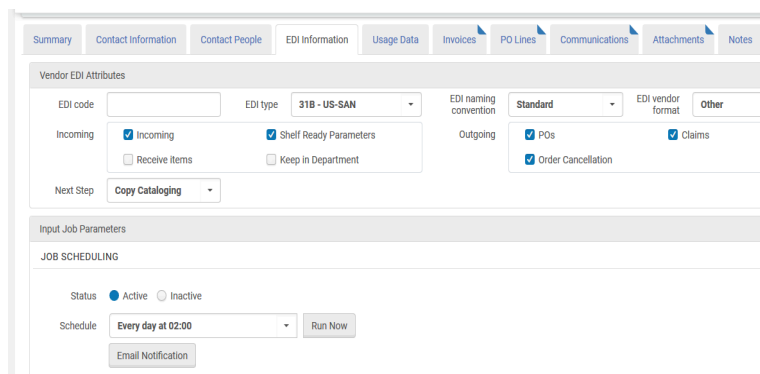 Summary Contact Information Contact People EDI Information Usage Data Invoices PO Lines Communications Attachments Notes
Vendor EDI Attributes
EDI code EDI type 31B - US-SAN EDI naming convention Standard EDI vendor format Other
Incoming Incoming Shelf Ready Parameters Outgoing POs Claims
Receive items Keep in Department Order Cancellation
Next Step Copy Cataloging
Input Job Parameters
JOB SCHEDULING
Status Active Inactive
Schedule Every day at 02:00 Run Now
Email Notification